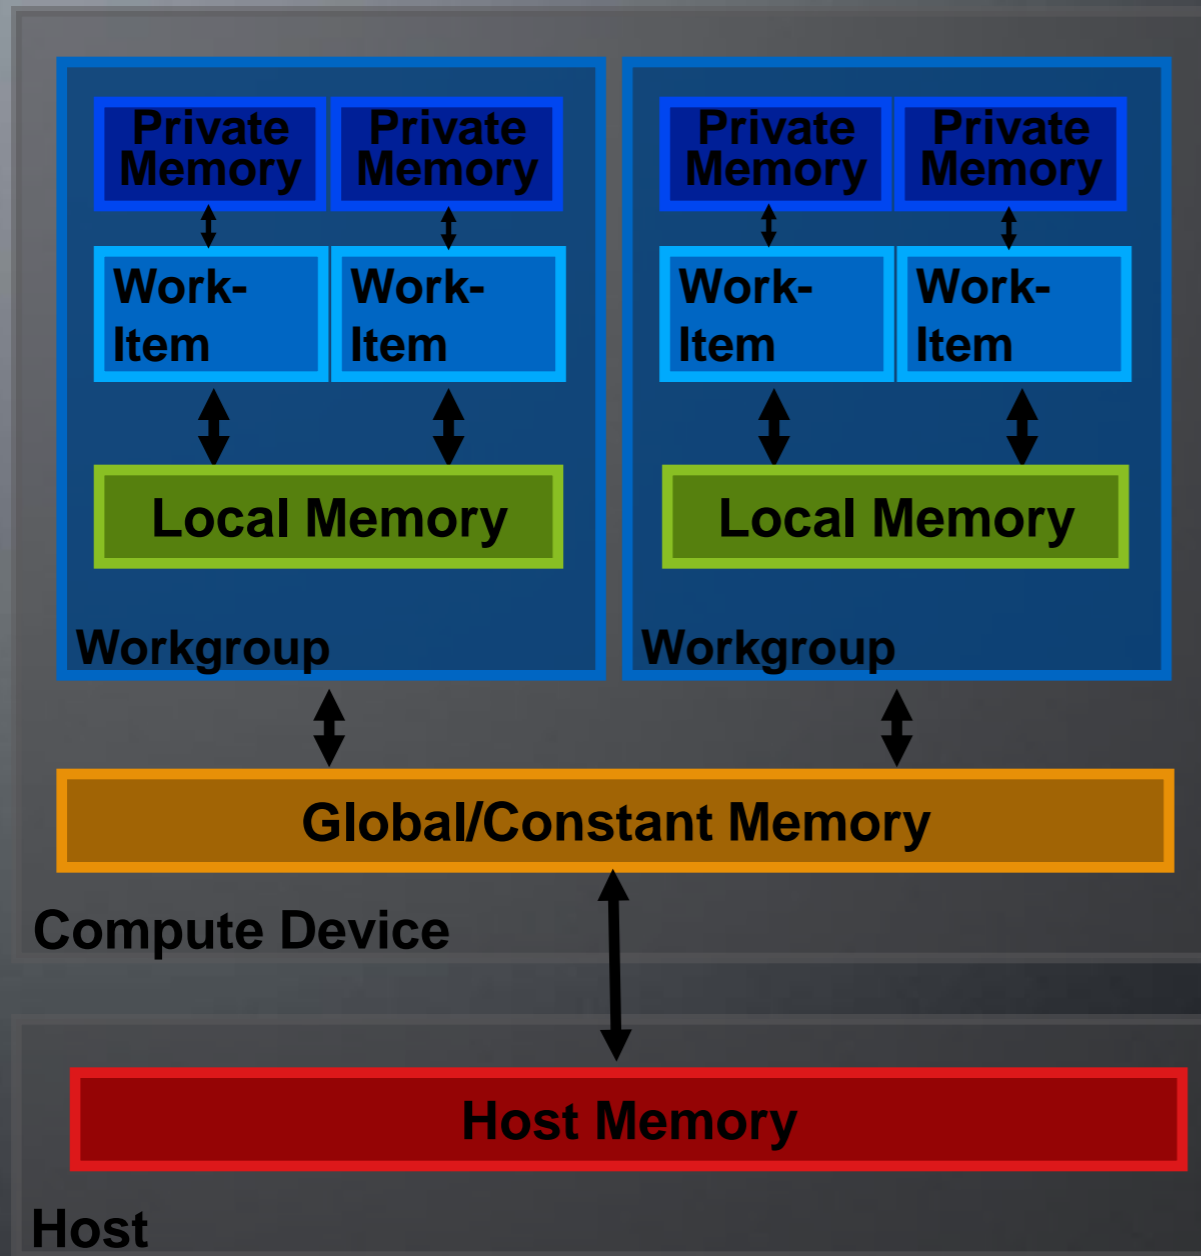 Private Private Private Private
Memory Memory Memory Memory
Work- Work- Work- Work-
Item Item Item Item
Local Memory Local Memory
Workgroup Workgroup
Global/Constant Memory
Compute Device
Host Memory
Host